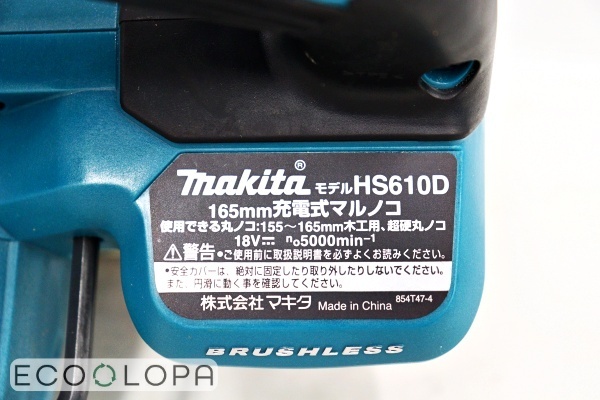 makita® モデルHS610D
165mm充電式マルノコ
使用できる丸ノコ:155～165mm木工用、超硬丸ノコ
18V⎓ n₀5000min⁻¹
⚠警告 •ご使用前に取扱説明書を必ずよくお読みください。
•安全カバーは、絶対に固定したり取り外したりしないでください。
また、円滑に動く事を確認してください。
株式会社マキタ Made in China 854T47-4
BRUSHLESS
ECOOLOPA